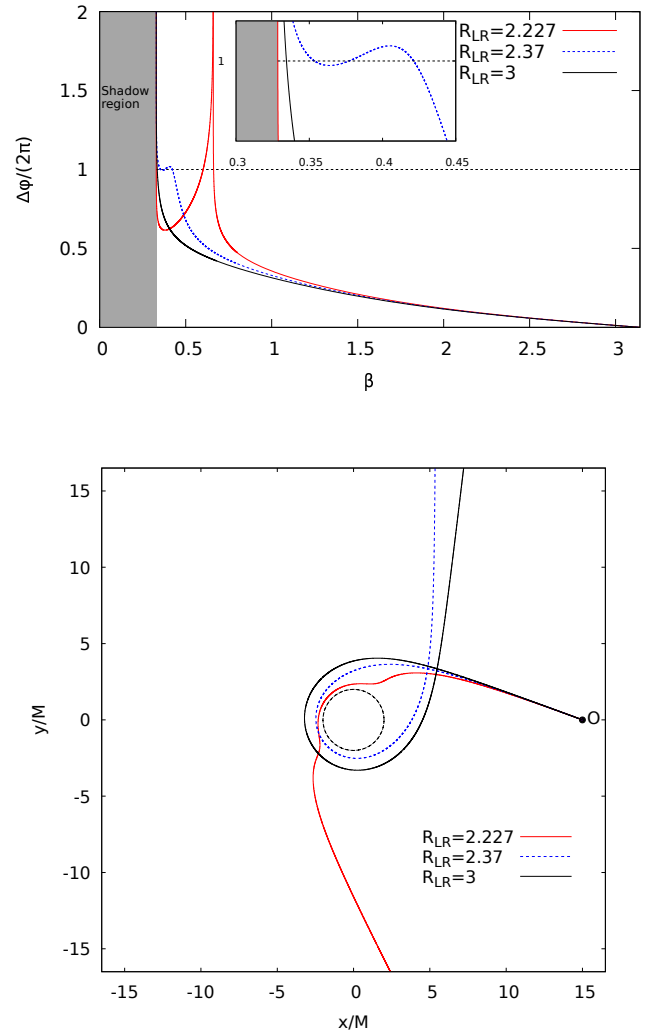 2
1.5
1
0.5
0
Δφ/(2π)
Shadow
region
R_LR=2.227
R_LR=2.37
R_LR=3
1
0.3 0.35 0.4 0.45
0 0.5 1 1.5 2 2.5 3
β
15
10
5
0
-5
-10
-15
y/M
O
R_LR=2.227
R_LR=2.37
R_LR=3
-15 -10 -5 0 5 10 15
x/M